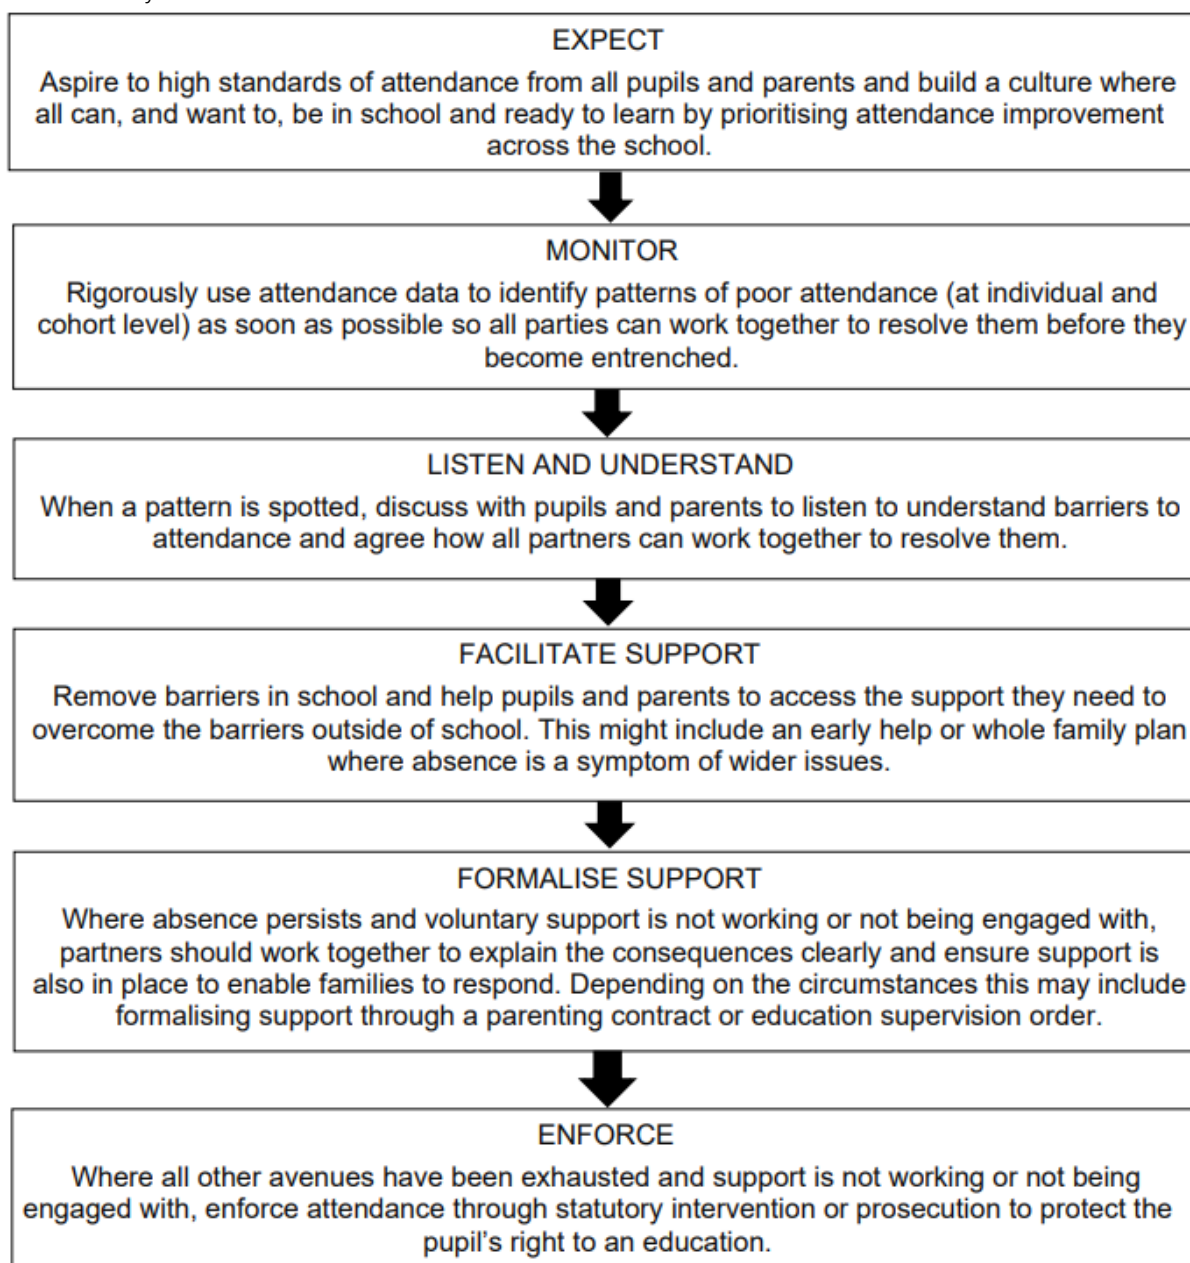 EXPECT
Aspire to high standards of attendance from all pupils and parents and build a culture where
all can, and want to, be in school and ready to learn by prioritising attendance improvement
across the school.
MONITOR
Rigorously use attendance data to identify patterns of poor attendance (at individual and
cohort level) as soon as possible so all parties can work together to resolve them before they
become entrenched.
LISTEN AND UNDERSTAND
When a pattern is spotted, discuss with pupils and parents to listen to understand barriers to
attendance and agree how all partners can work together to resolve them.
FACILITATE SUPPORT
Remove barriers in school and help pupils and parents to access the support they need to
overcome the barriers outside of school. This might include an early help or whole family plan
where absence is a symptom of wider issues.
FORMALISE SUPPORT
Where absence persists and voluntary support is not working or not being engaged with,
partners should work together to explain the consequences clearly and ensure support is
also in place to enable families to respond. Depending on the circumstances this may include
formalising support through a parenting contract or education supervision order.
ENFORCE
Where all other avenues have been exhausted and support is not working or not being
engaged with, enforce attendance through statutory intervention or prosecution to protect the
pupil's right to an education.